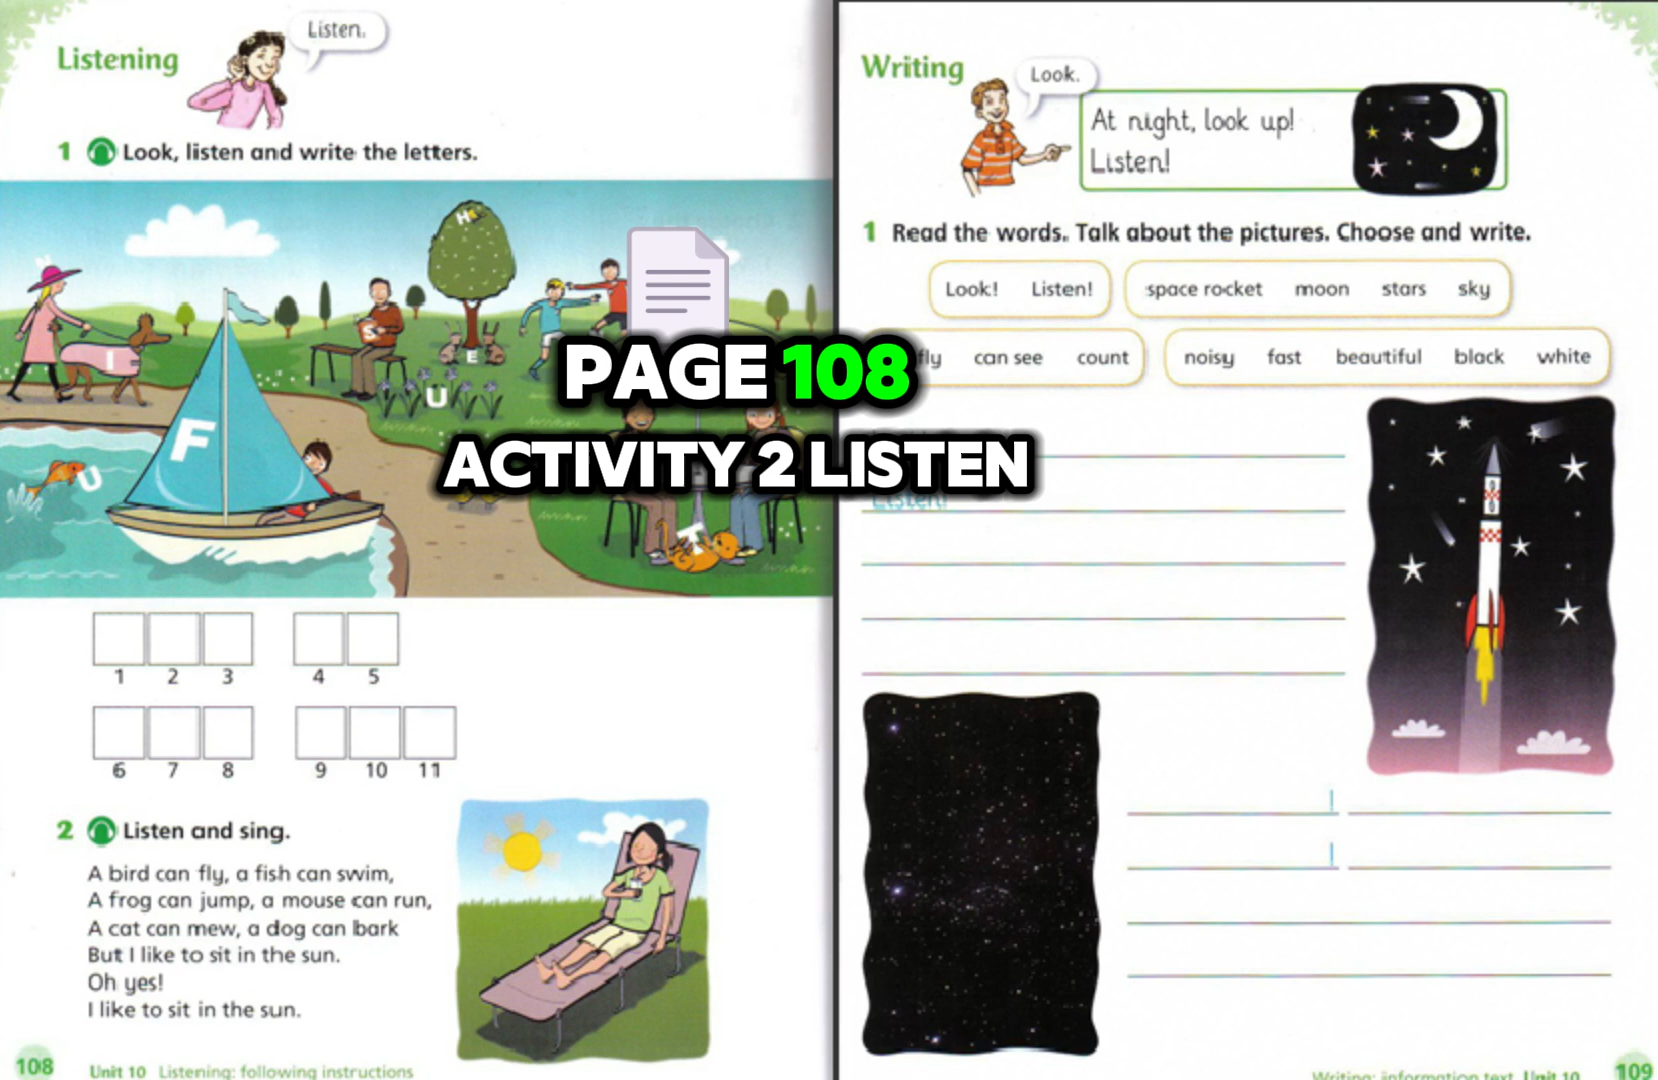 Listening
Listen.
1 Look, listen and write the letters.
H
S
E
I
U
F
U
T
1 2 3 4 5
6 7 8 9 10 11
2 Listen and sing.
A bird can fly, a fish can swim,
A frog can jump, a mouse can run,
A cat can mew, a dog can bark
But I like to sit in the sun.
Oh yes!
I like to sit in the sun.
108 Unit 10 Listening: following instructions
PAGE 108
ACTIVITY 2 LISTEN
Writing
Look.
At night, look up!
Listen!
1 Read the words. Talk about the pictures. Choose and write.
Look! Listen!
space rocket moon stars sky
fly can see count
noisy fast beautiful black white
Listen!
!
!
Writing: information text Unit 10 109